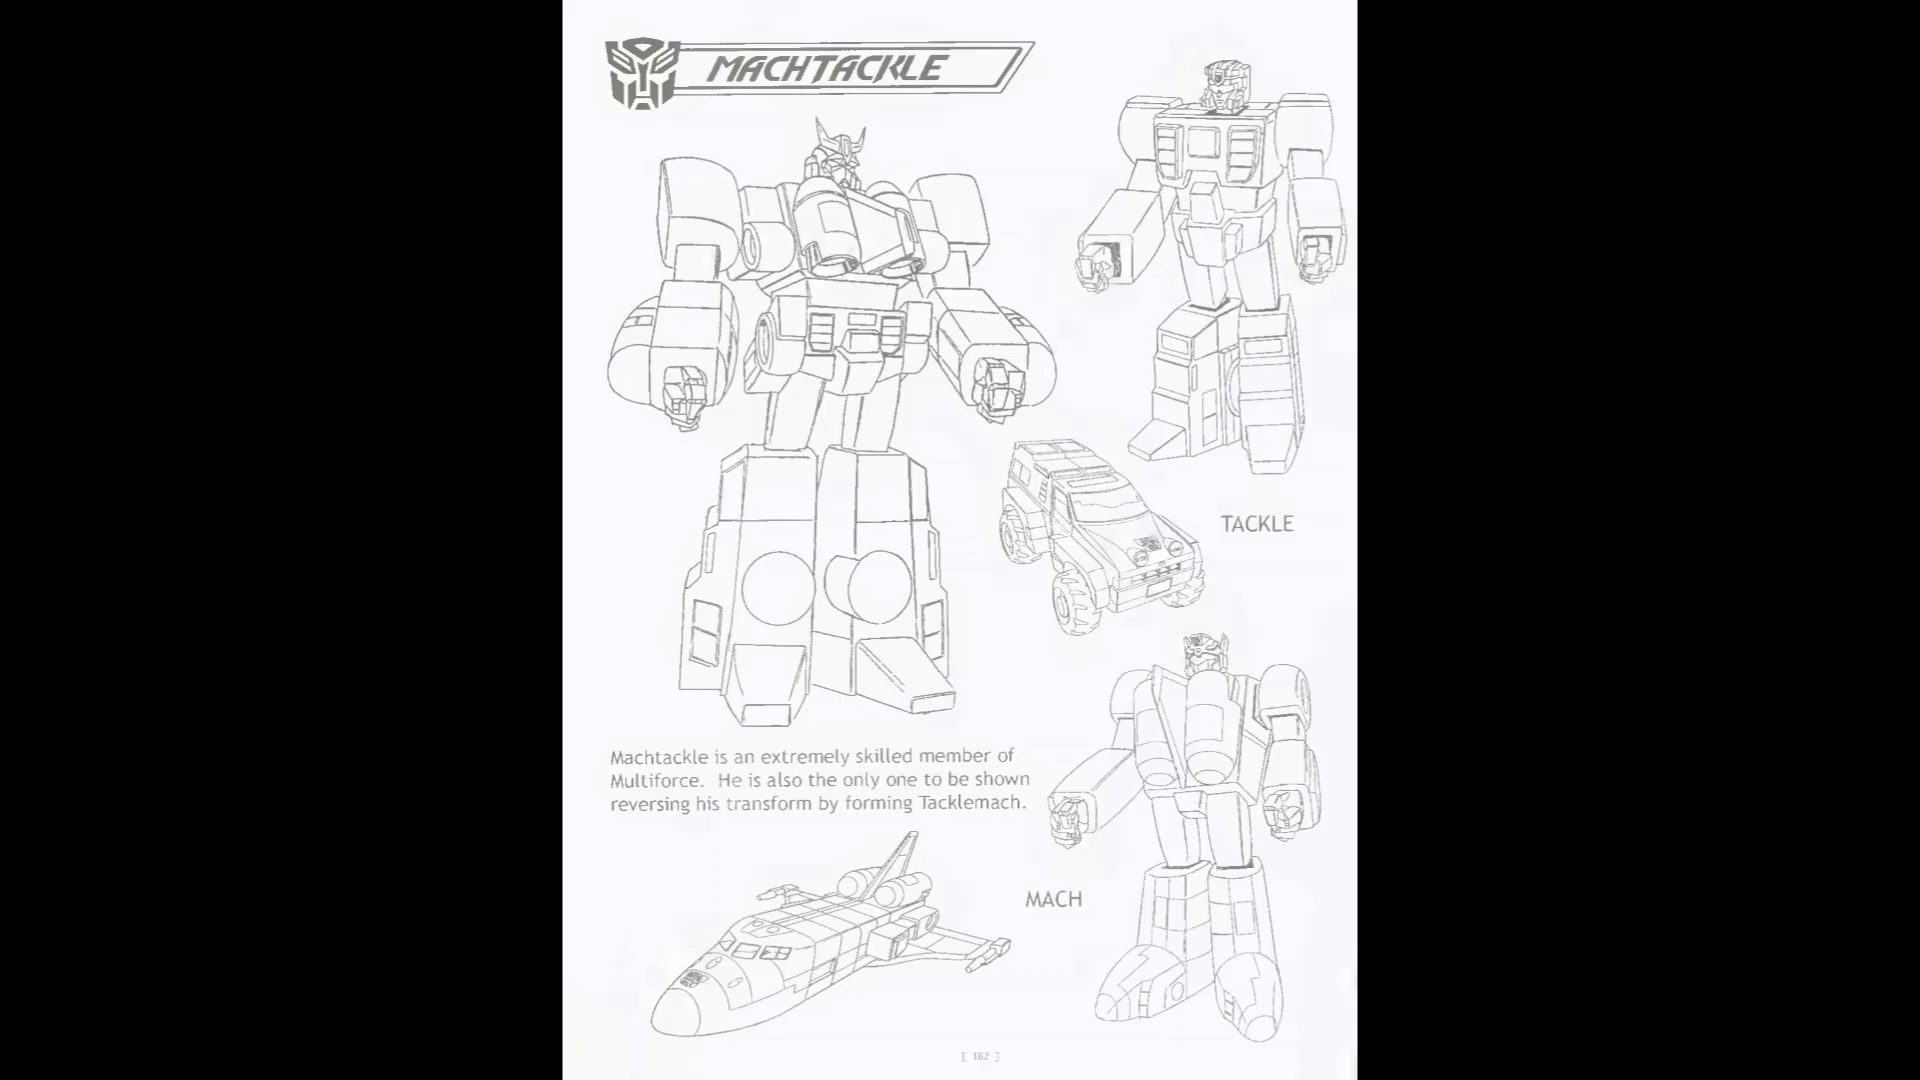 MACHTACKLE
TACKLE
Machtackle is an extremely skilled member of
Multiforce. He is also the only one to be shown
reversing his transform by forming Tacklemach.
MACH
[ 162 ]